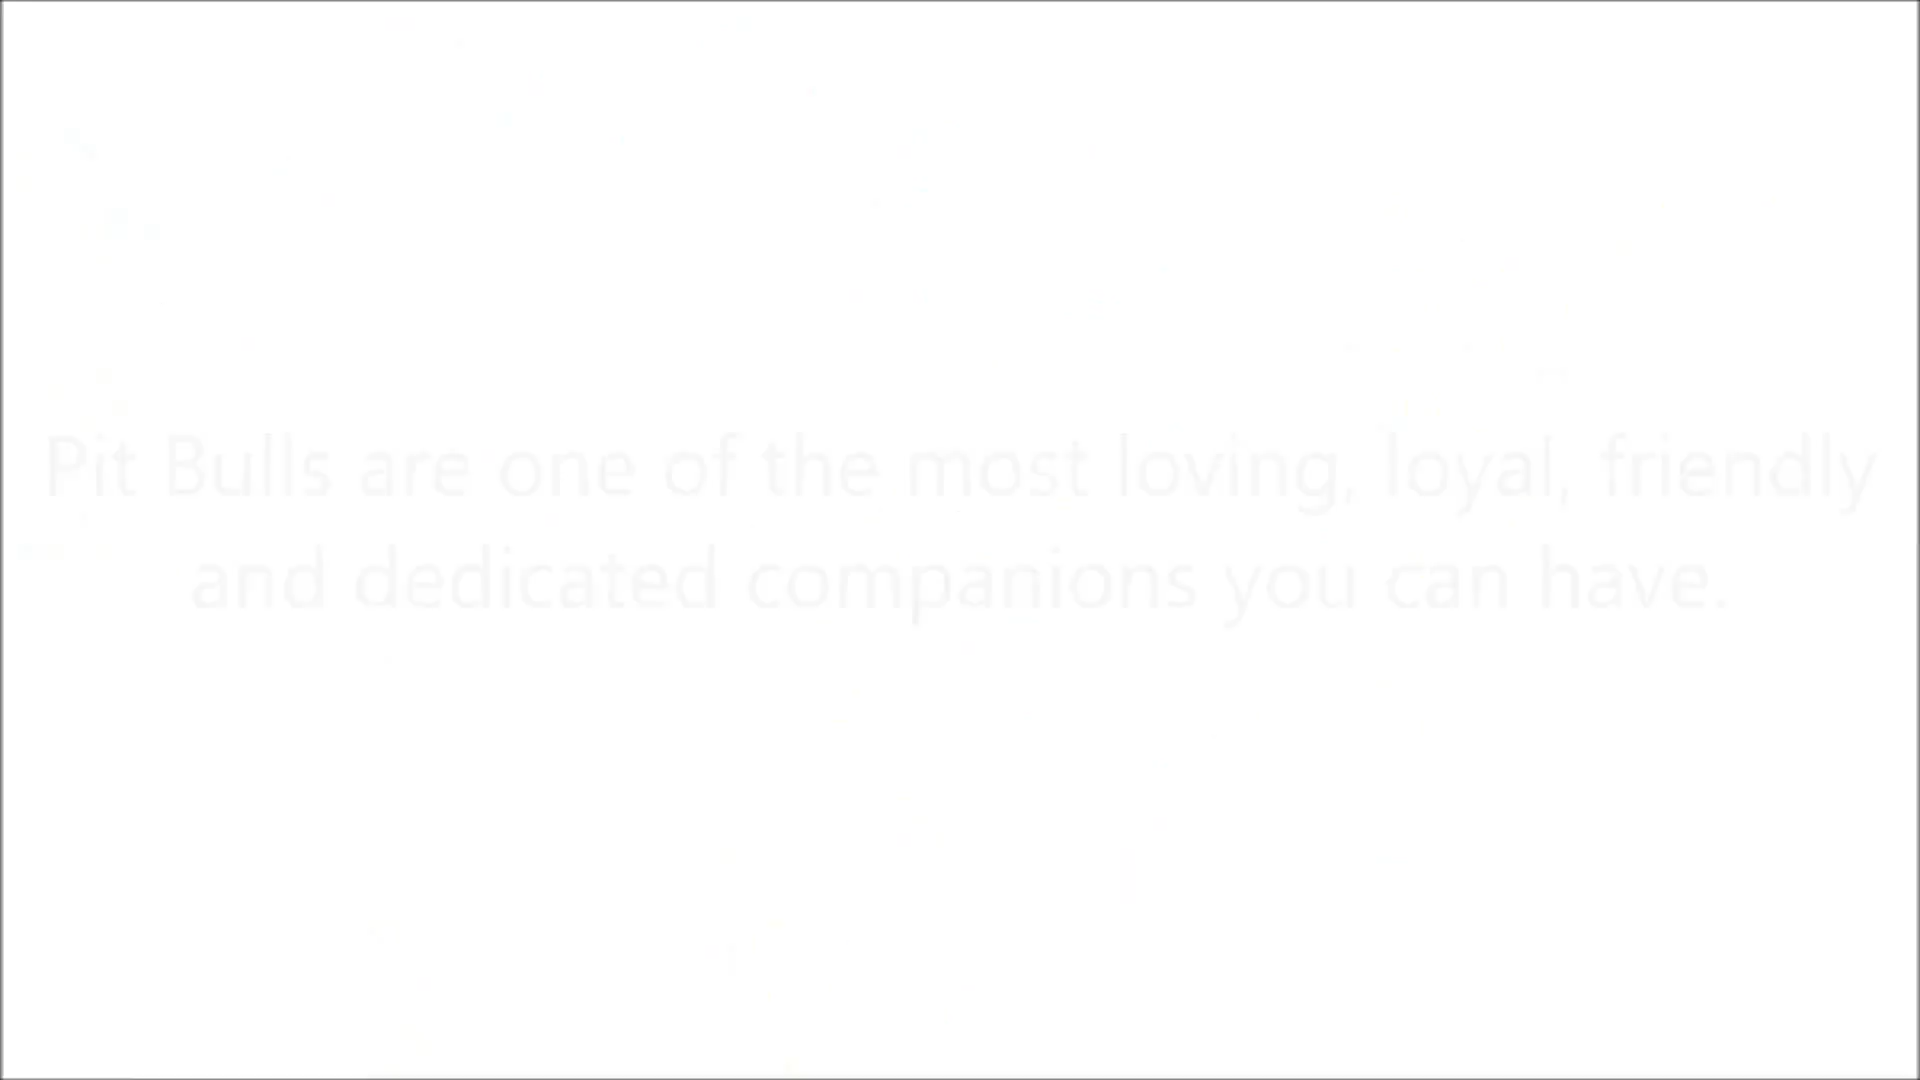 Pit Bulls are one of the most loving, loyal, friendly
and dedicated companions you can have.